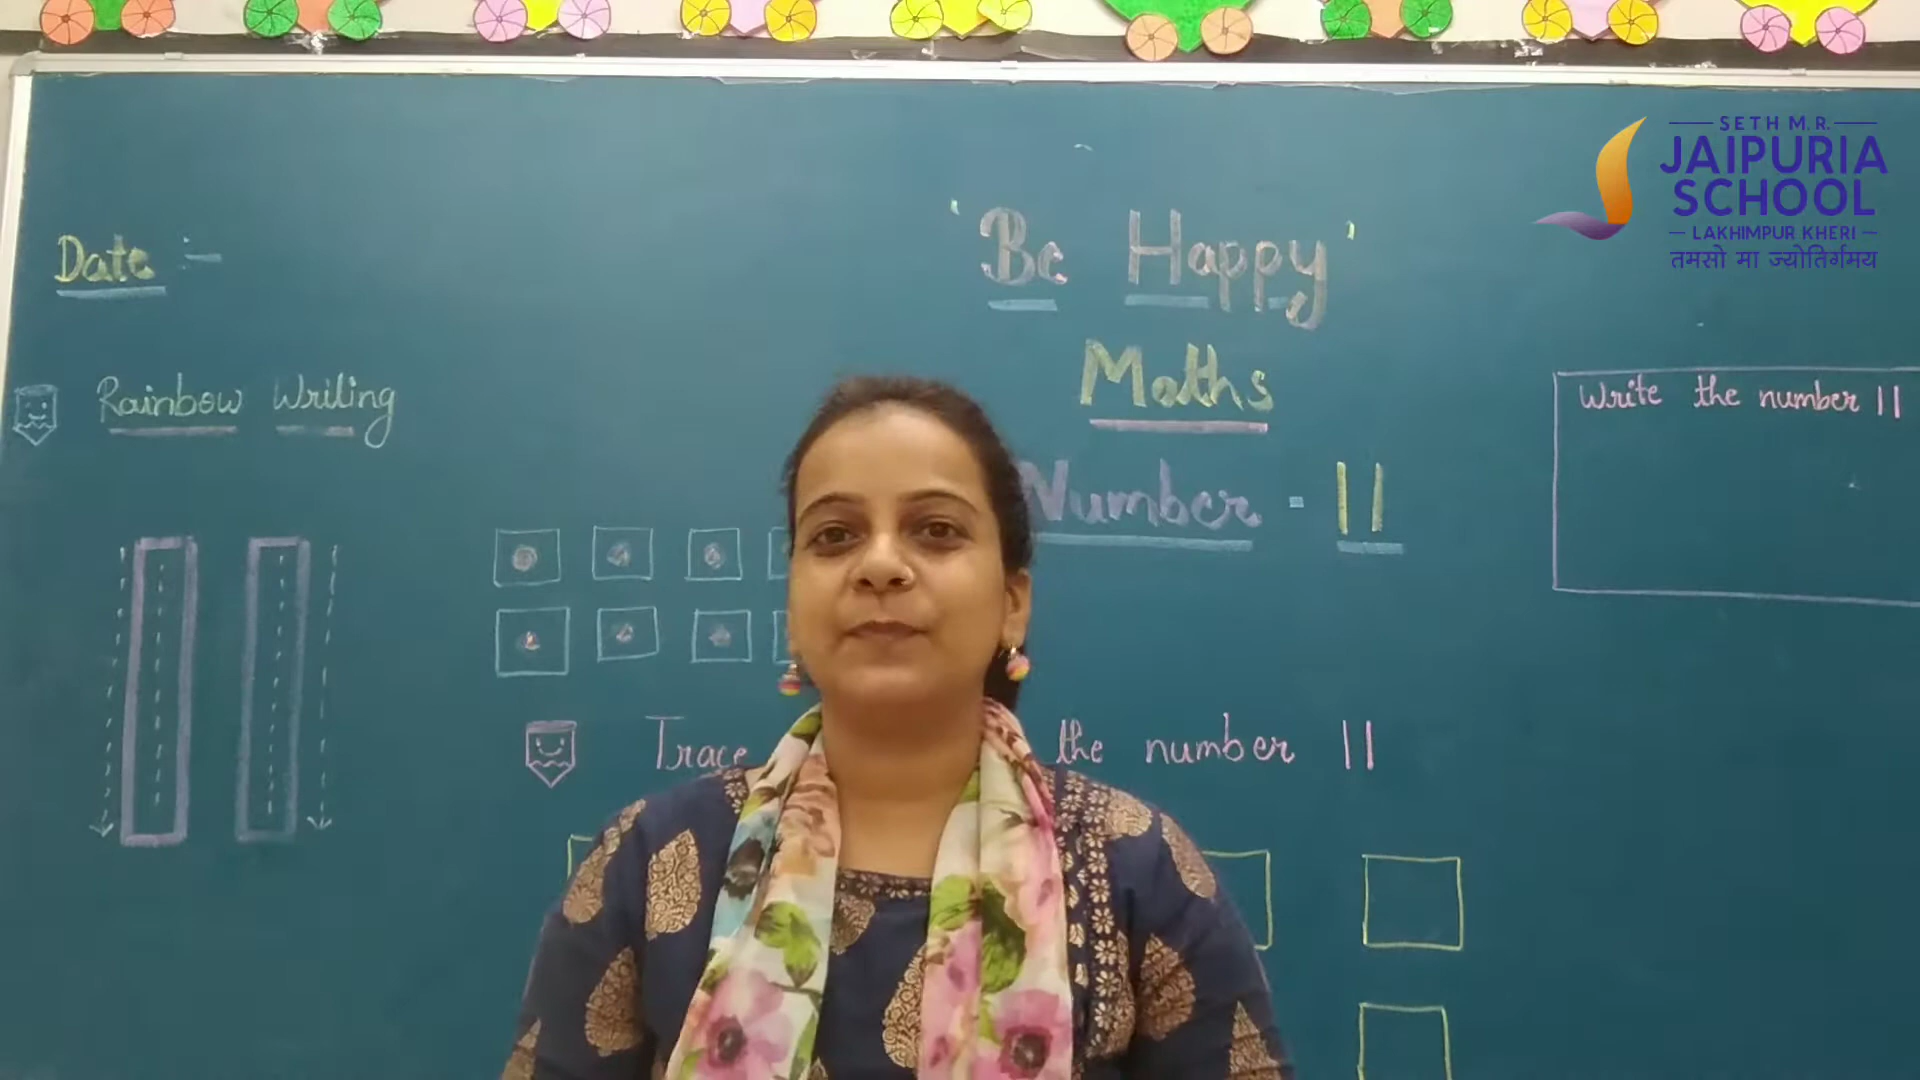 SETH M.R.
JAIPURIA
SCHOOL
LAKHIMPUR KHERI
तमसो मा ज्योतिर्गमय
'Be Happy'
Date :-
Maths
Rainbow Writing
Write the number 11
Number - 11
Trace the number 11